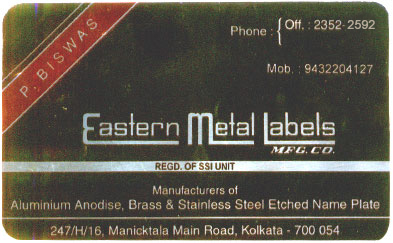 P. BISWAS
Phone : { Off. : 2352-2592
Mob. : 9432204127
Eastern Metal Labels
MFG. CO.
REGD. OF SSI UNIT
Manufacturers of
Aluminium Anodise, Brass & Stainless Steel Etched Name Plate
247/H/16, Manicktala Main Road, Kolkata - 700 054